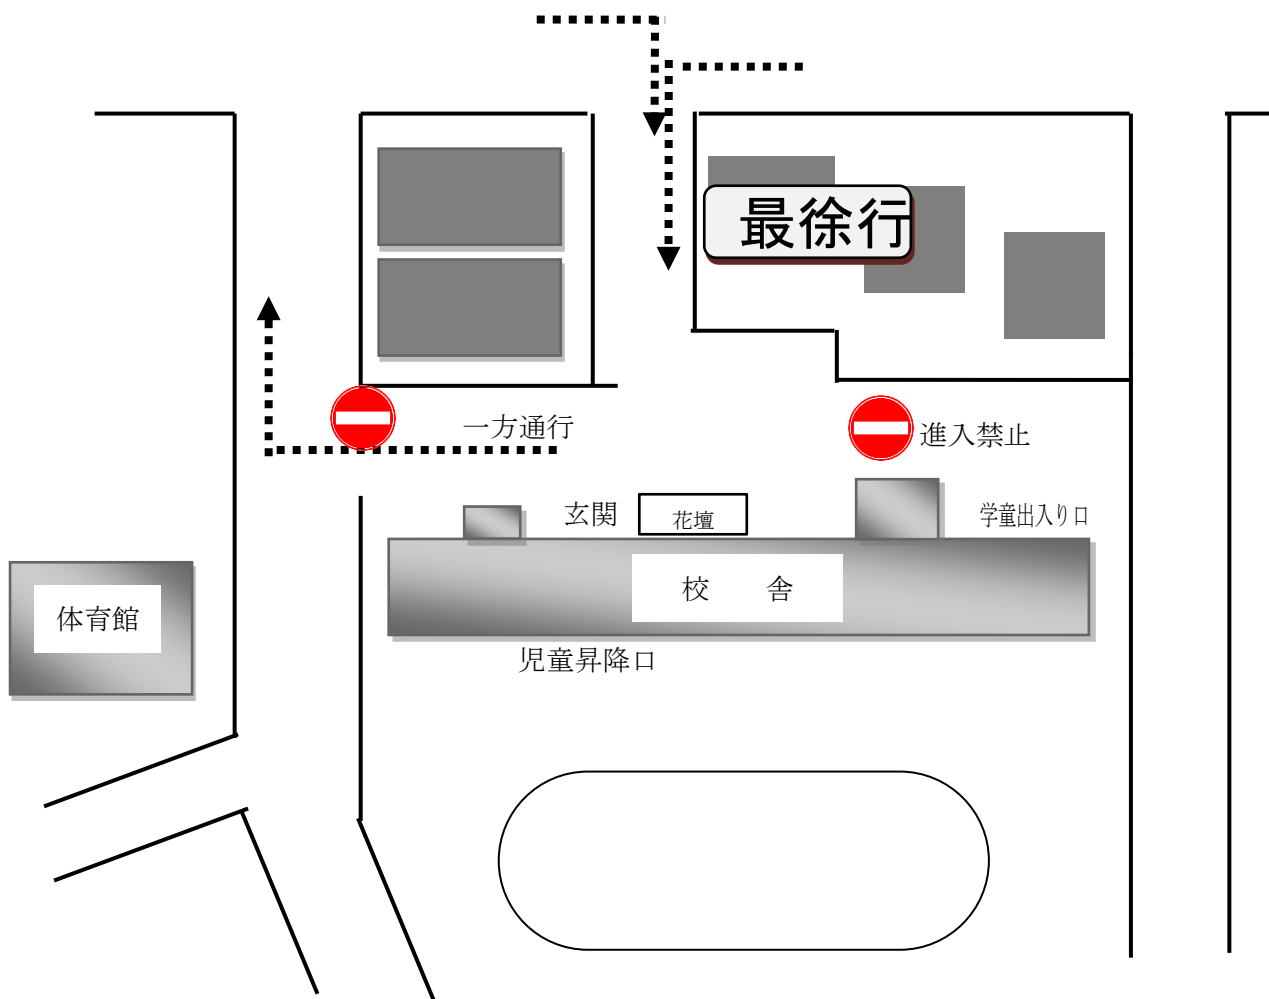 最徐行
一方通行
進入禁止
玄関
花壇
学童出入り口
校　舎
体育館
児童昇降口